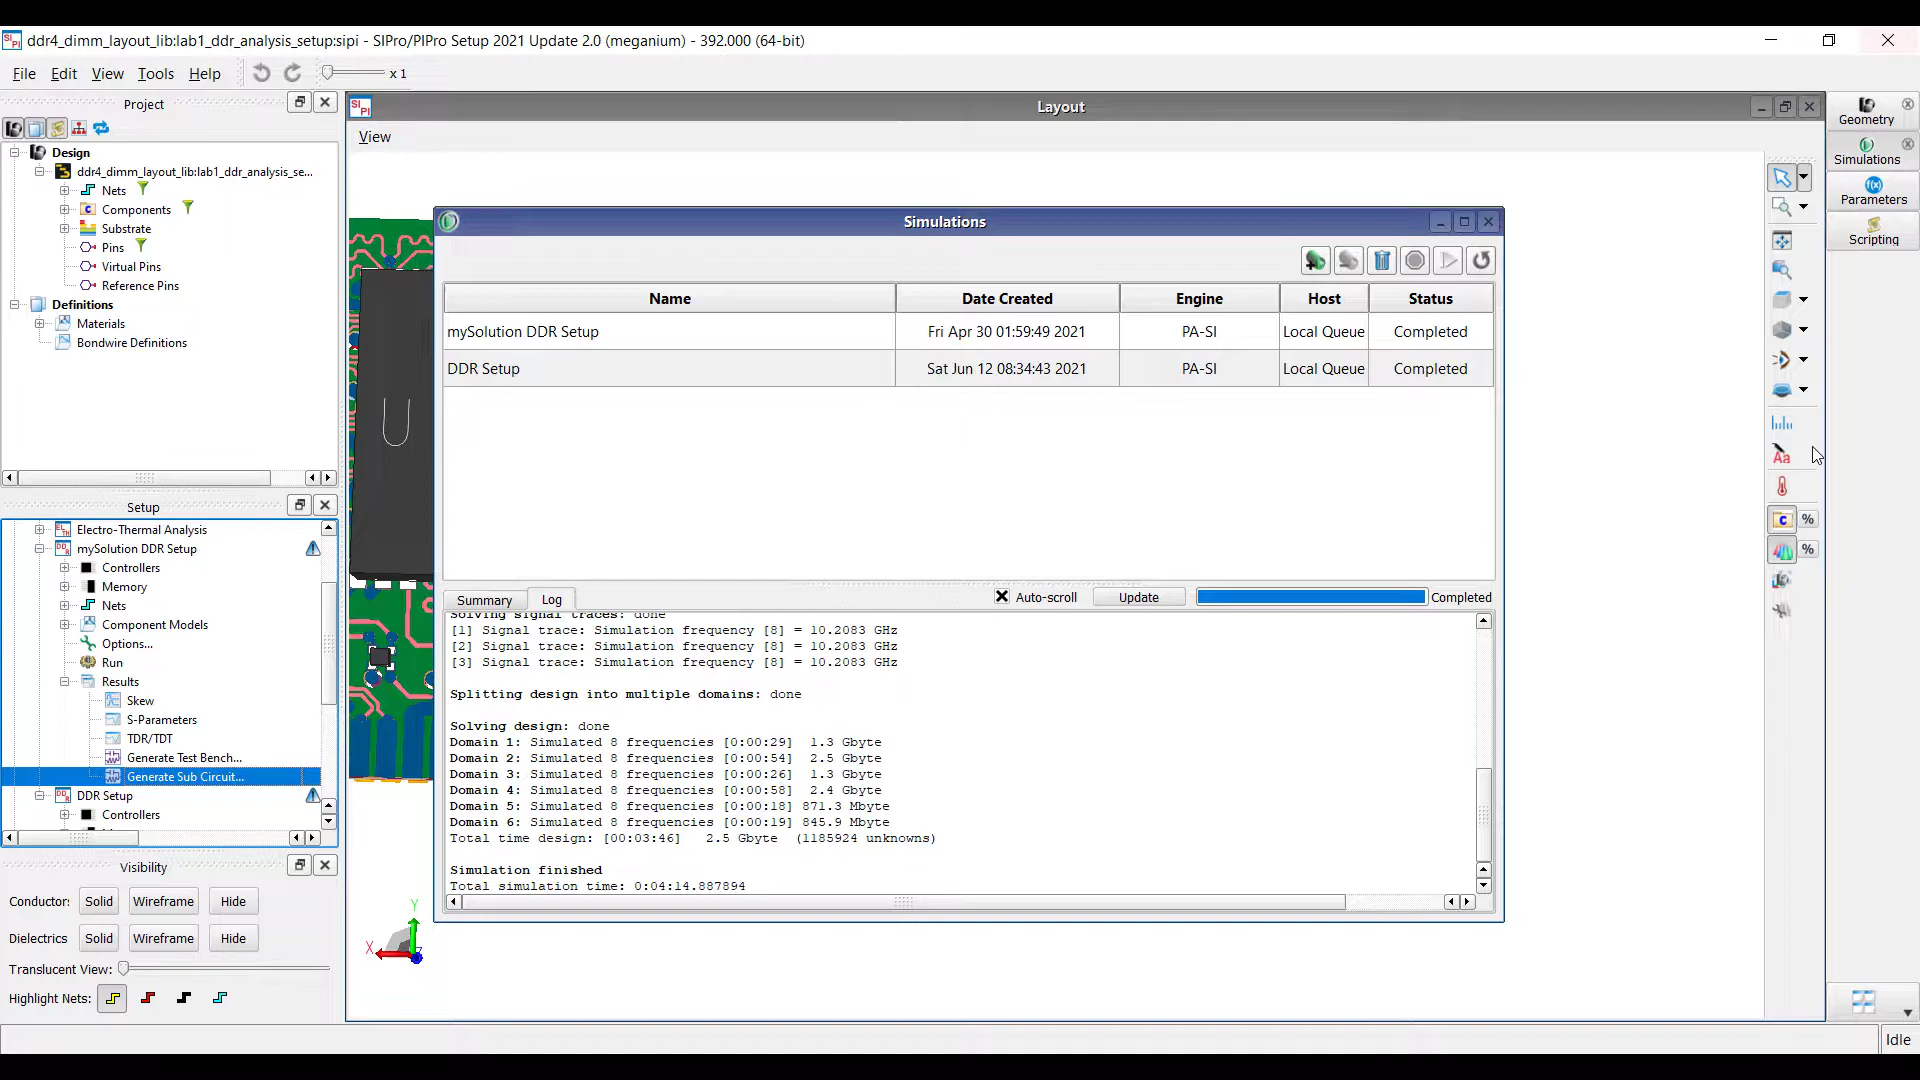 ddr4_dimm_layout_lib:lab1_ddr_analysis_setup:sipi - SIPro/PIPro Setup 2021 Update 2.0 (meganium) - 392.000 (64-bit)
File Edit View Tools Help x 1
Project
Design
ddr4_dimm_layout_lib:lab1_ddr_analysis_se...
Nets
Components
Substrate
Pins
Virtual Pins
Reference Pins
Definitions
Materials
Bondwire Definitions
Setup
Electro-Thermal Analysis
mySolution DDR Setup
Controllers
Memory
Nets
Component Models
Options...
Run
Results
Skew
S-Parameters
TDR/TDT
Generate Test Bench...
Generate Sub Circuit...
DDR Setup
Controllers
Visibility
Conductor: Solid Wireframe Hide
Dielectrics Solid Wireframe Hide
Translucent View:
Highlight Nets:
Layout
View
Simulations
Name Date Created Engine Host Status
mySolution DDR Setup Fri Apr 30 01:59:49 2021 PA-SI Local Queue Completed
DDR Setup Sat Jun 12 08:34:43 2021 PA-SI Local Queue Completed
Summary Log Auto-scroll Update Completed
Solving signal traces: done
[1] Signal trace: Simulation frequency [8] = 10.2083 GHz
[2] Signal trace: Simulation frequency [8] = 10.2083 GHz
[3] Signal trace: Simulation frequency [8] = 10.2083 GHz
Splitting design into multiple domains: done
Solving design: done
Domain 1: Simulated 8 frequencies [0:00:29] 1.3 Gbyte
Domain 2: Simulated 8 frequencies [0:00:54] 2.5 Gbyte
Domain 3: Simulated 8 frequencies [0:00:26] 1.3 Gbyte
Domain 4: Simulated 8 frequencies [0:00:58] 2.4 Gbyte
Domain 5: Simulated 8 frequencies [0:00:18] 871.3 Mbyte
Domain 6: Simulated 8 frequencies [0:00:19] 845.9 Mbyte
Total time design: [00:03:46] 2.5 Gbyte (1185924 unknowns)
Simulation finished
Total simulation time: 0:04:14.887894
Y
X
Aa
%
%
Geometry
Simulations
f(x)
Parameters
Scripting
Idle